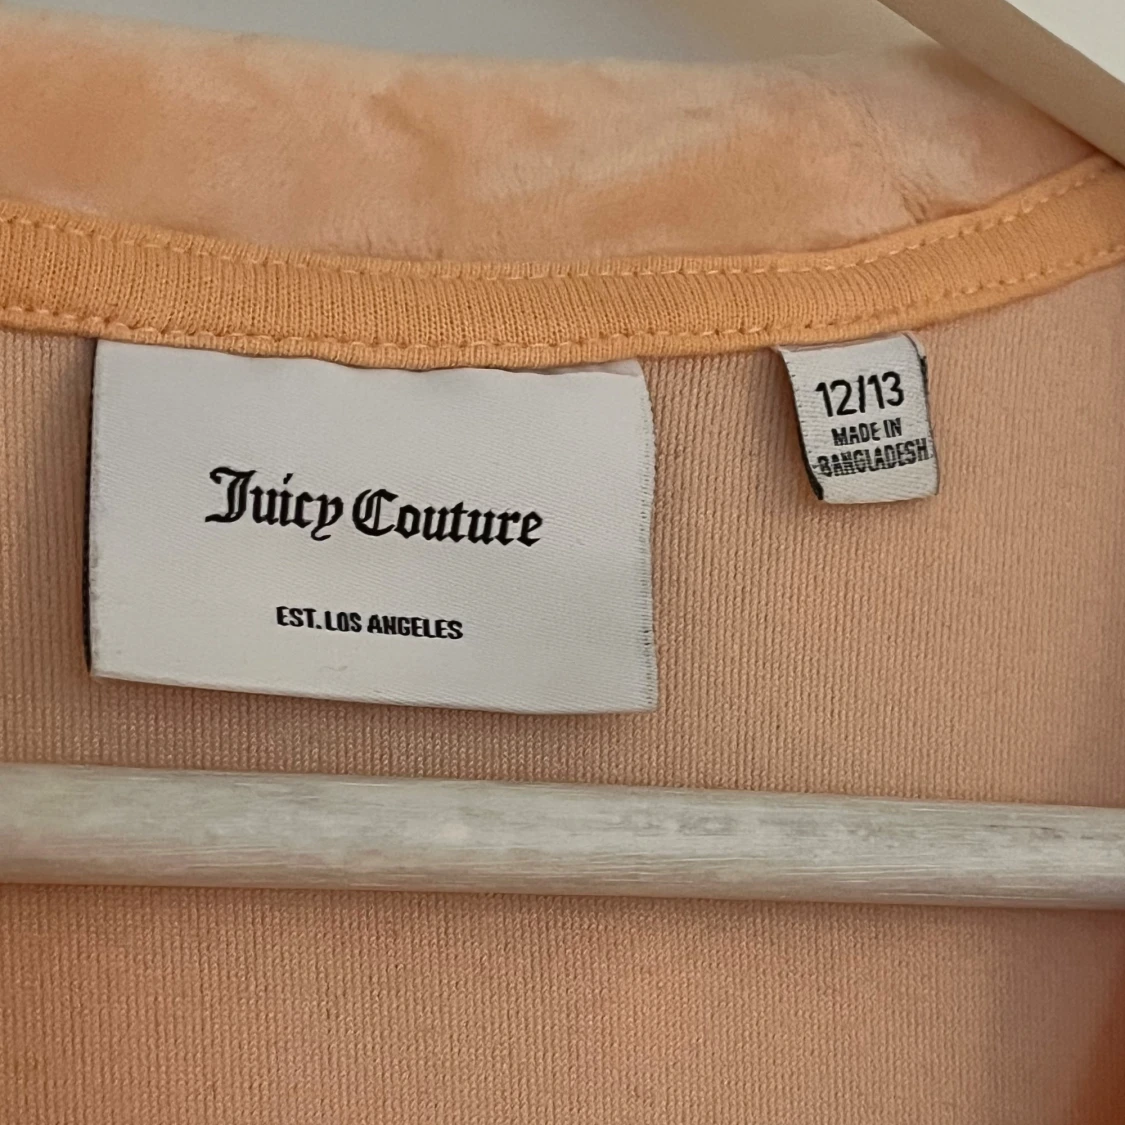 Juicy Couture
EST. LOS ANGELES
12/13
MADE IN
BANGLADESH